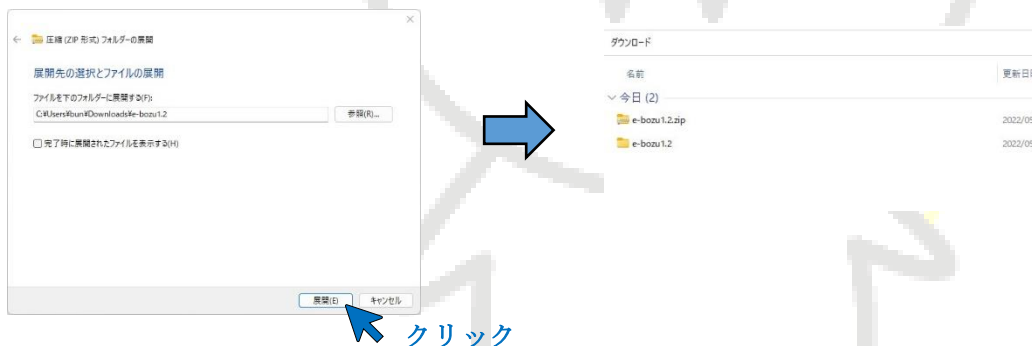 圧縮 (ZIP 形式) フォルダーの展開
展開先の選択とファイルの展開
ファイルを下のフォルダーに展開する(F):
C:¥Users¥bun¥Downloads¥e-bozu1.2
参照(R)...
完了時に展開されたファイルを表示する(H)
展開(E)
キャンセル
クリック
ダウンロード
名前
更新日
今日 (2)
e-bozu1.2.zip
2022/05
e-bozu1.2
2022/05